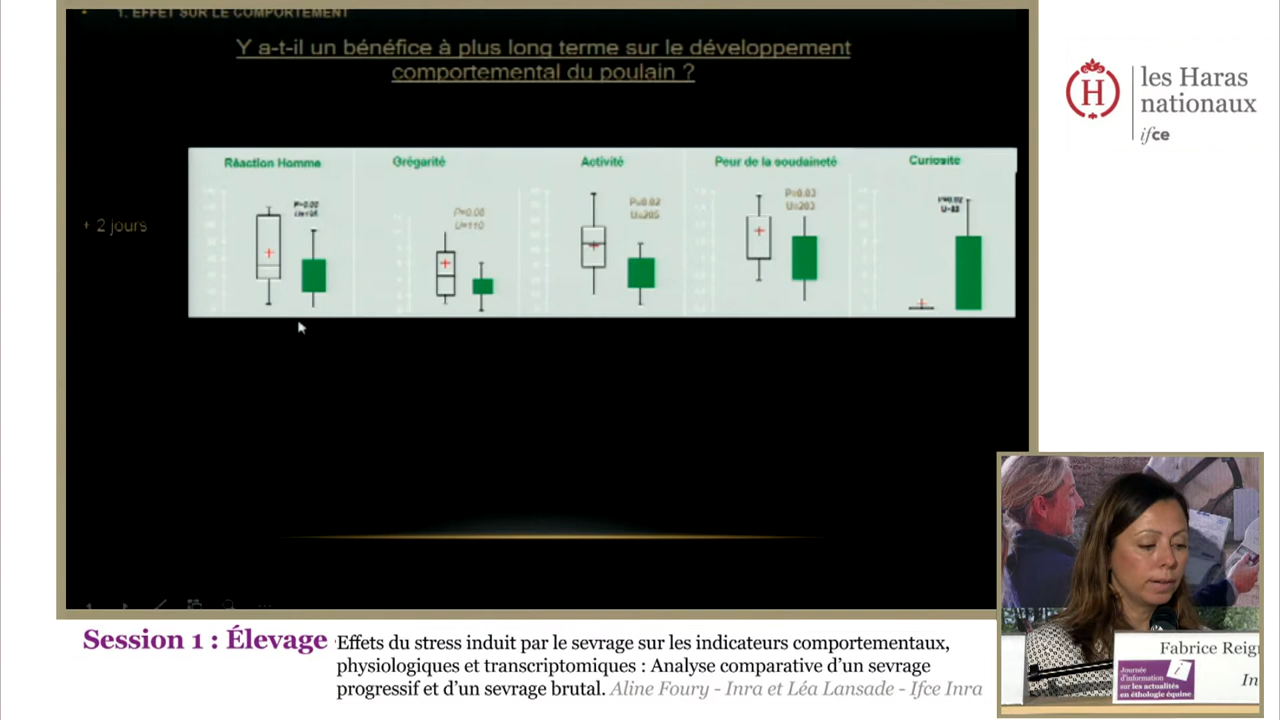 1. EFFET SUR LE COMPORTEMENT
Y a-t-il un bénéfice à plus long terme sur le développement
comportemental du poulain ?
Réaction Homme
Grégarité
Activité
Peur de la soudaineté
Curiosité
+ 2 jours
U=110
P=0.03
les Haras
nationaux
ifce
Session 1 : Élevage
Effets du stress induit par le sevrage sur les indicateurs comportementaux,
physiologiques et transcriptomiques : Analyse comparative d'un sevrage
progressif et d'un sevrage brutal. Aline Foury - Inra et Léa Lansade - Ifce Inra
Fabrice Reig
In
Journée
d'information
sur les actualités
en éthologie équine